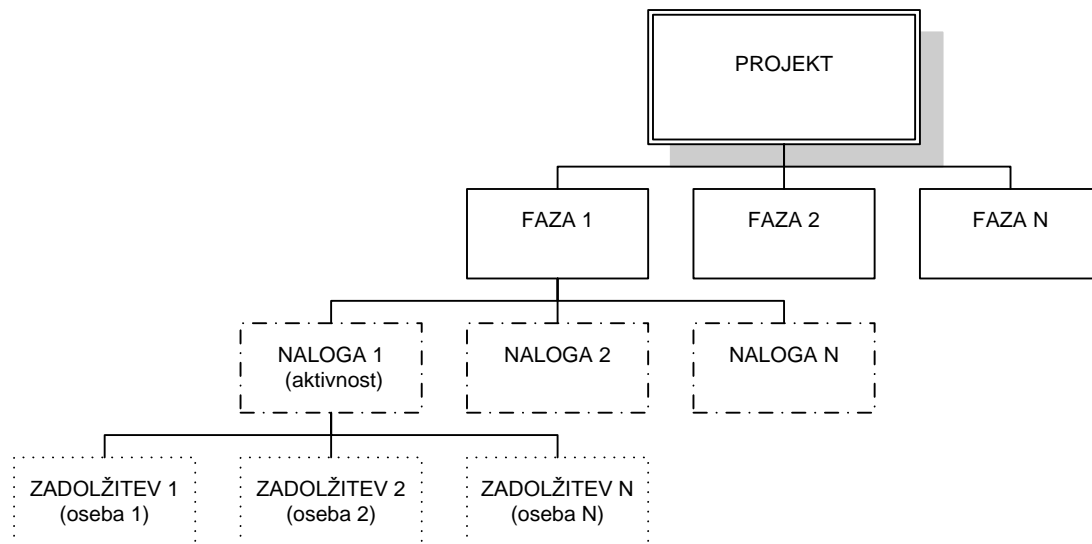 PROJEKT
FAZA 1
FAZA 2
FAZA N
NALOGA 1
(aktivnost)
NALOGA 2
NALOGA N
ZADOLŽITEV 1
(oseba 1)
ZADOLŽITEV 2
(oseba 2)
ZADOLŽITEV N
(oseba N)